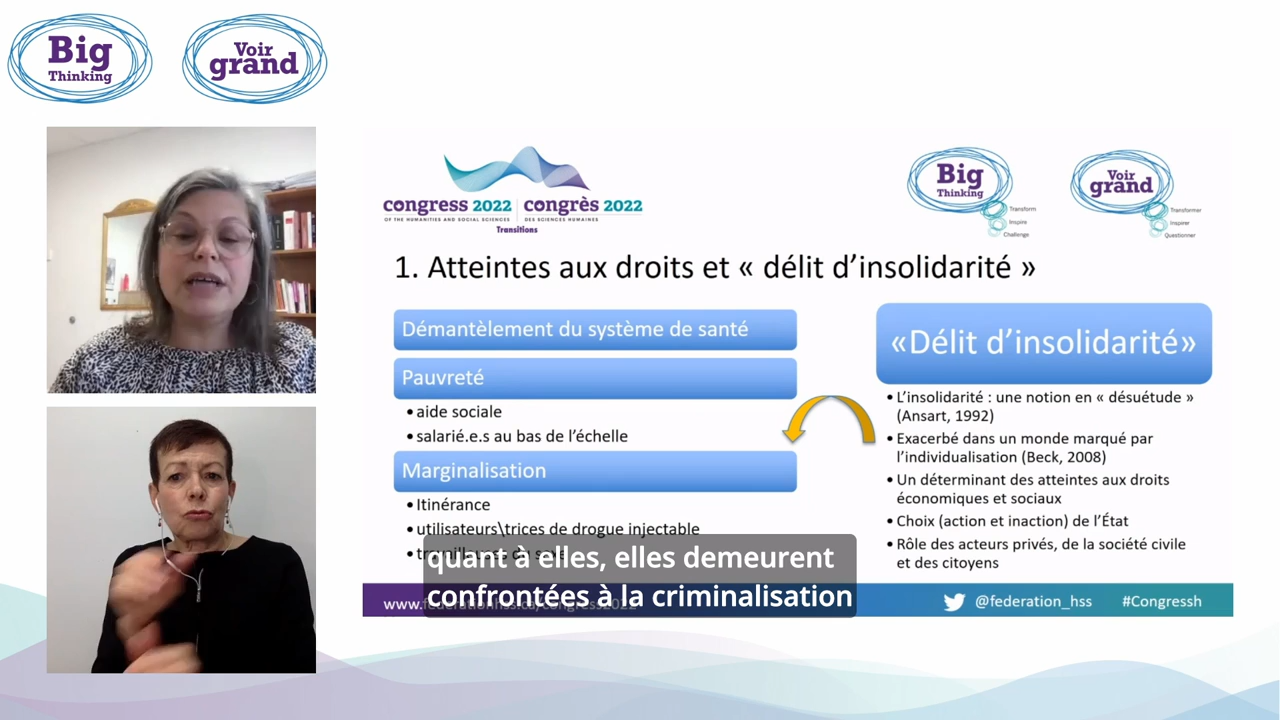 Big
Thinking
Voir
grand
congress 2022
OF THE HUMANITIES AND SOCIAL SCIENCES
congrès 2022
DES SCIENCES HUMAINES
Transitions
Big
Thinking
Transform
Inspire
Challenge
Voir
grand
Transformer
Inspirer
Questionner
1. Atteintes aux droits et « délit d’insolidarité »
Démantèlement du système de santé
Pauvreté
• aide sociale
• salarié.e.s au bas de l’échelle
Marginalisation
• Itinérance
• utilisateurs\trices de drogue injectable
«Délit d’insolidarité»
• L’insolidarité : une notion en « désuétude »
(Ansart, 1992)
• Exacerbé dans un monde marqué par
l’individualisation (Beck, 2008)
• Un déterminant des atteintes aux droits
économiques et sociaux
• Choix (action et inaction) de l’État
• Rôle des acteurs privés, de la société civile
et des citoyens
quant à elles, elles demeurent
confrontées à la criminalisation
www.federationhss.ca/congress2022
@federation_hss
#Congressh